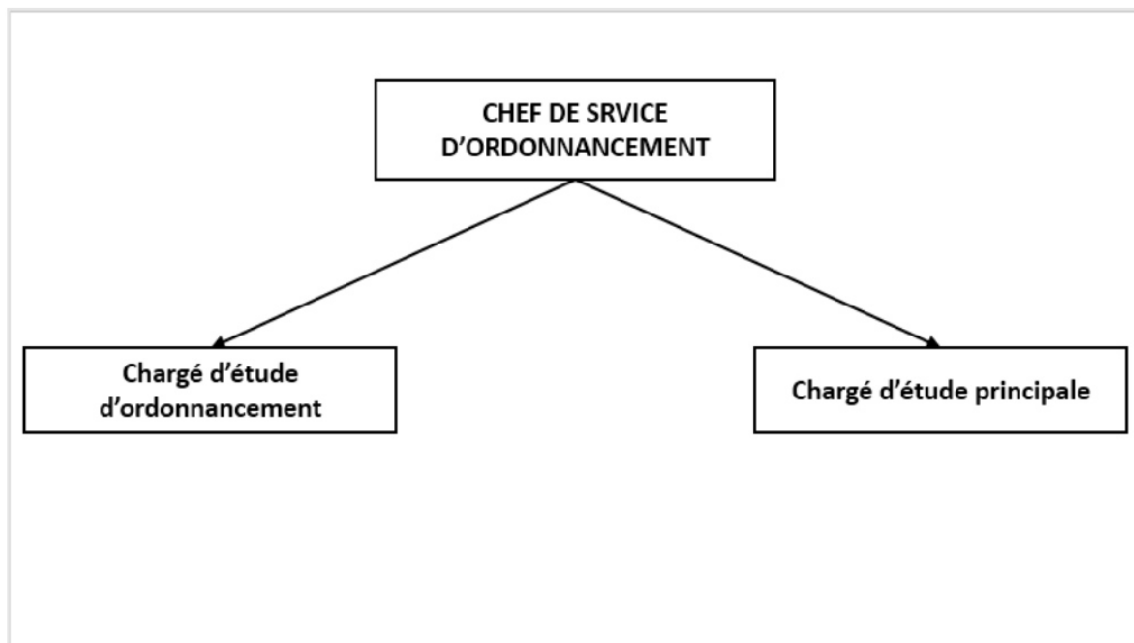 CHEF DE SRVICE
D'ORDONNANCEMENT
Chargé d'étude
d'ordonnancement
Chargé d'étude principale